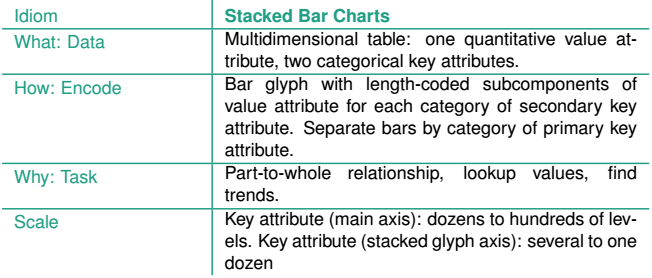 Idiom Stacked Bar Charts
What: Data Multidimensional table: one quantitative value at-
tribute, two categorical key attributes.
How: Encode Bar glyph with length-coded subcomponents of
value attribute for each category of secondary key
attribute. Separate bars by category of primary key
attribute.
Why: Task Part-to-whole relationship, lookup values, find
trends.
Scale Key attribute (main axis): dozens to hundreds of lev-
els. Key attribute (stacked glyph axis): several to one
dozen